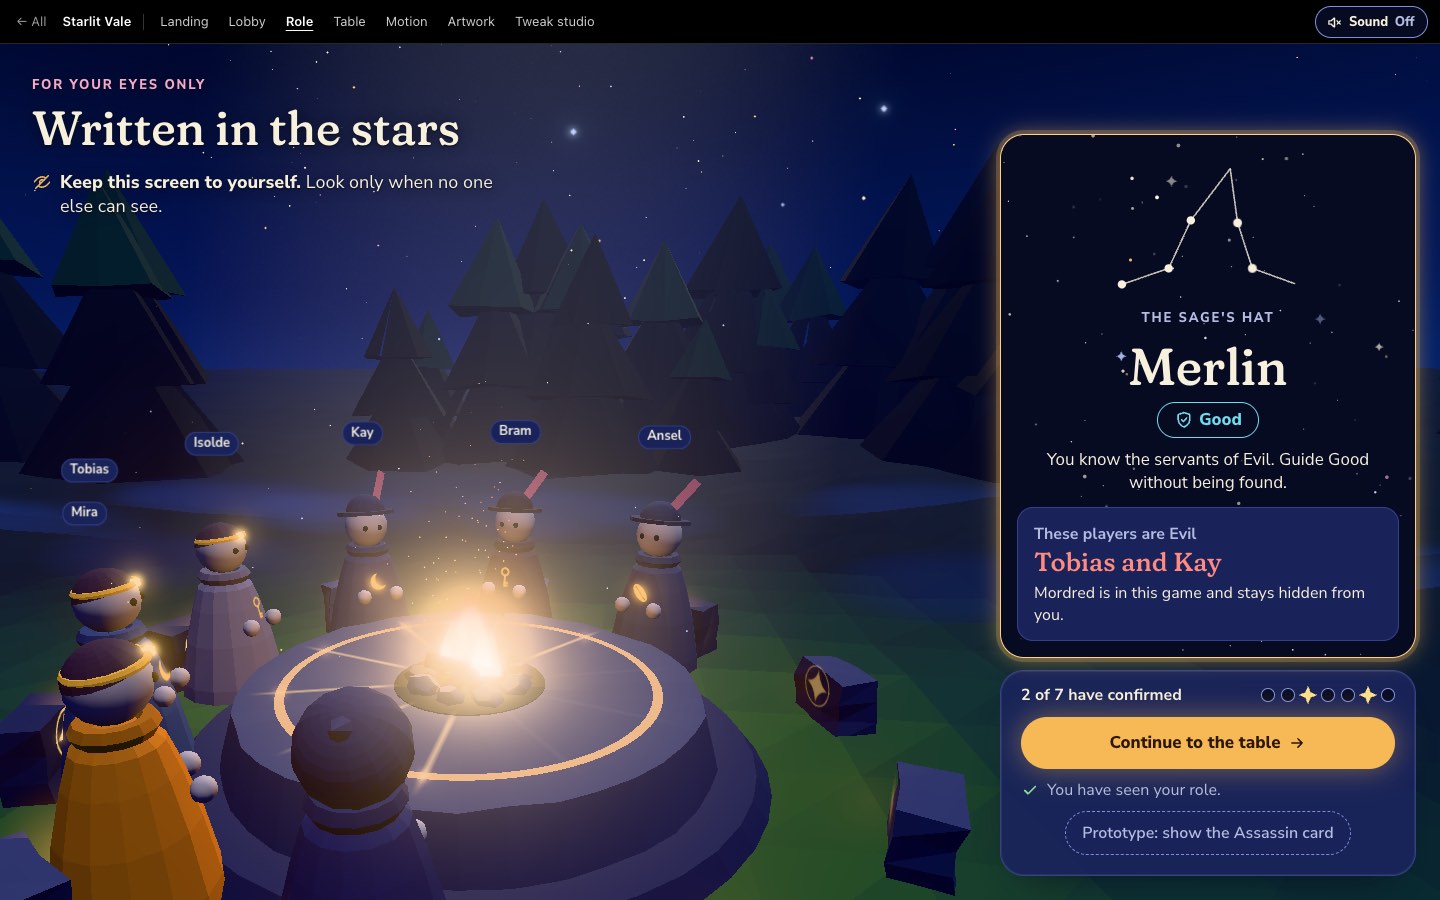 ← All Starlit Vale Landing Lobby Role Table Motion Artwork Tweak studio Sound Off
FOR YOUR EYES ONLY
Written in the stars
Keep this screen to yourself. Look only when no one
else can see.
Isolde
Kay
Bram
Ansel
Tobias
Mira
THE SAGE'S HAT
Merlin
Good
You know the servants of Evil. Guide Good
without being found.
These players are Evil
Tobias and Kay
Mordred is in this game and stays hidden from
you.
2 of 7 have confirmed
Continue to the table →
You have seen your role.
Prototype: show the Assassin card